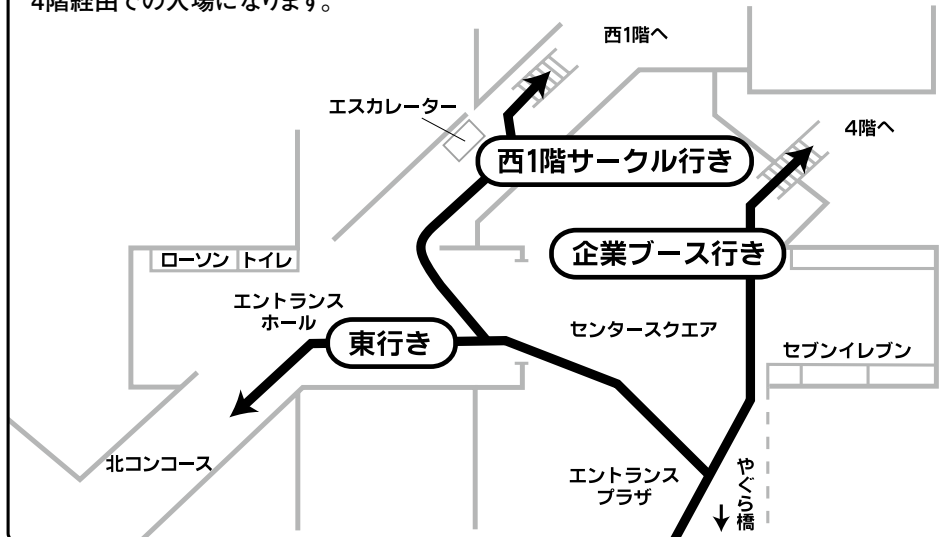 4階経由での入場になります。
西1階へ
エスカレーター
4階へ
西1階サークル行き
企業ブース行き
ローソン
トイレ
エントランス
ホール
東行き
センタースクエア
セブンイレブン
北コンコース
エントランス
プラザ
やぐら橋